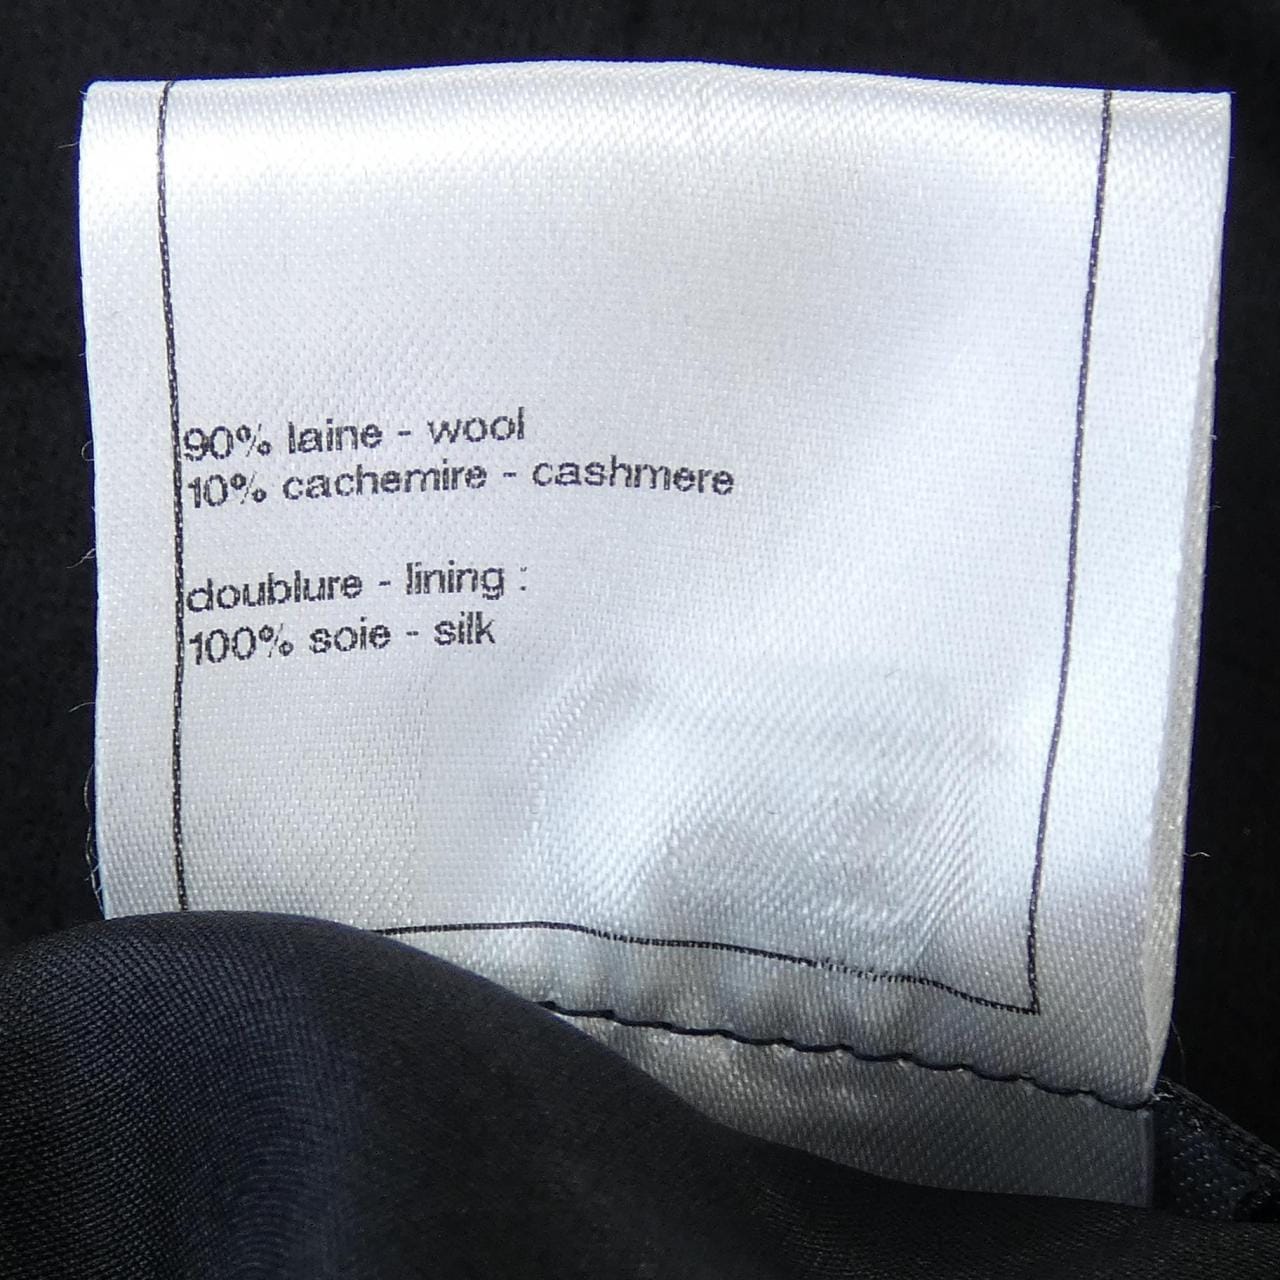 90% laine - wool
10% cachemire - cashmere
doublure - lining :
100% soie - silk